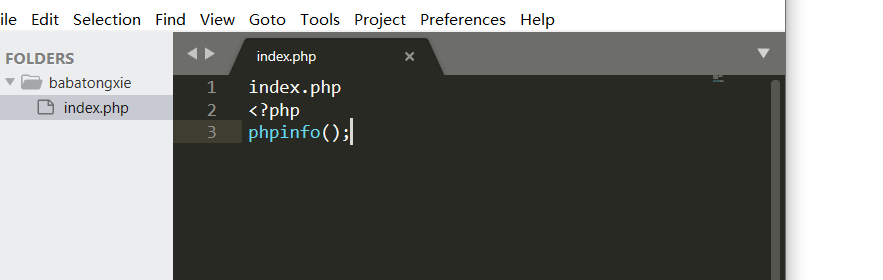 ile Edit Selection Find View Goto Tools Project Preferences Help
FOLDERS
babatongxie
index.php
index.php
1 index.php
2 <?php
3 phpinfo();